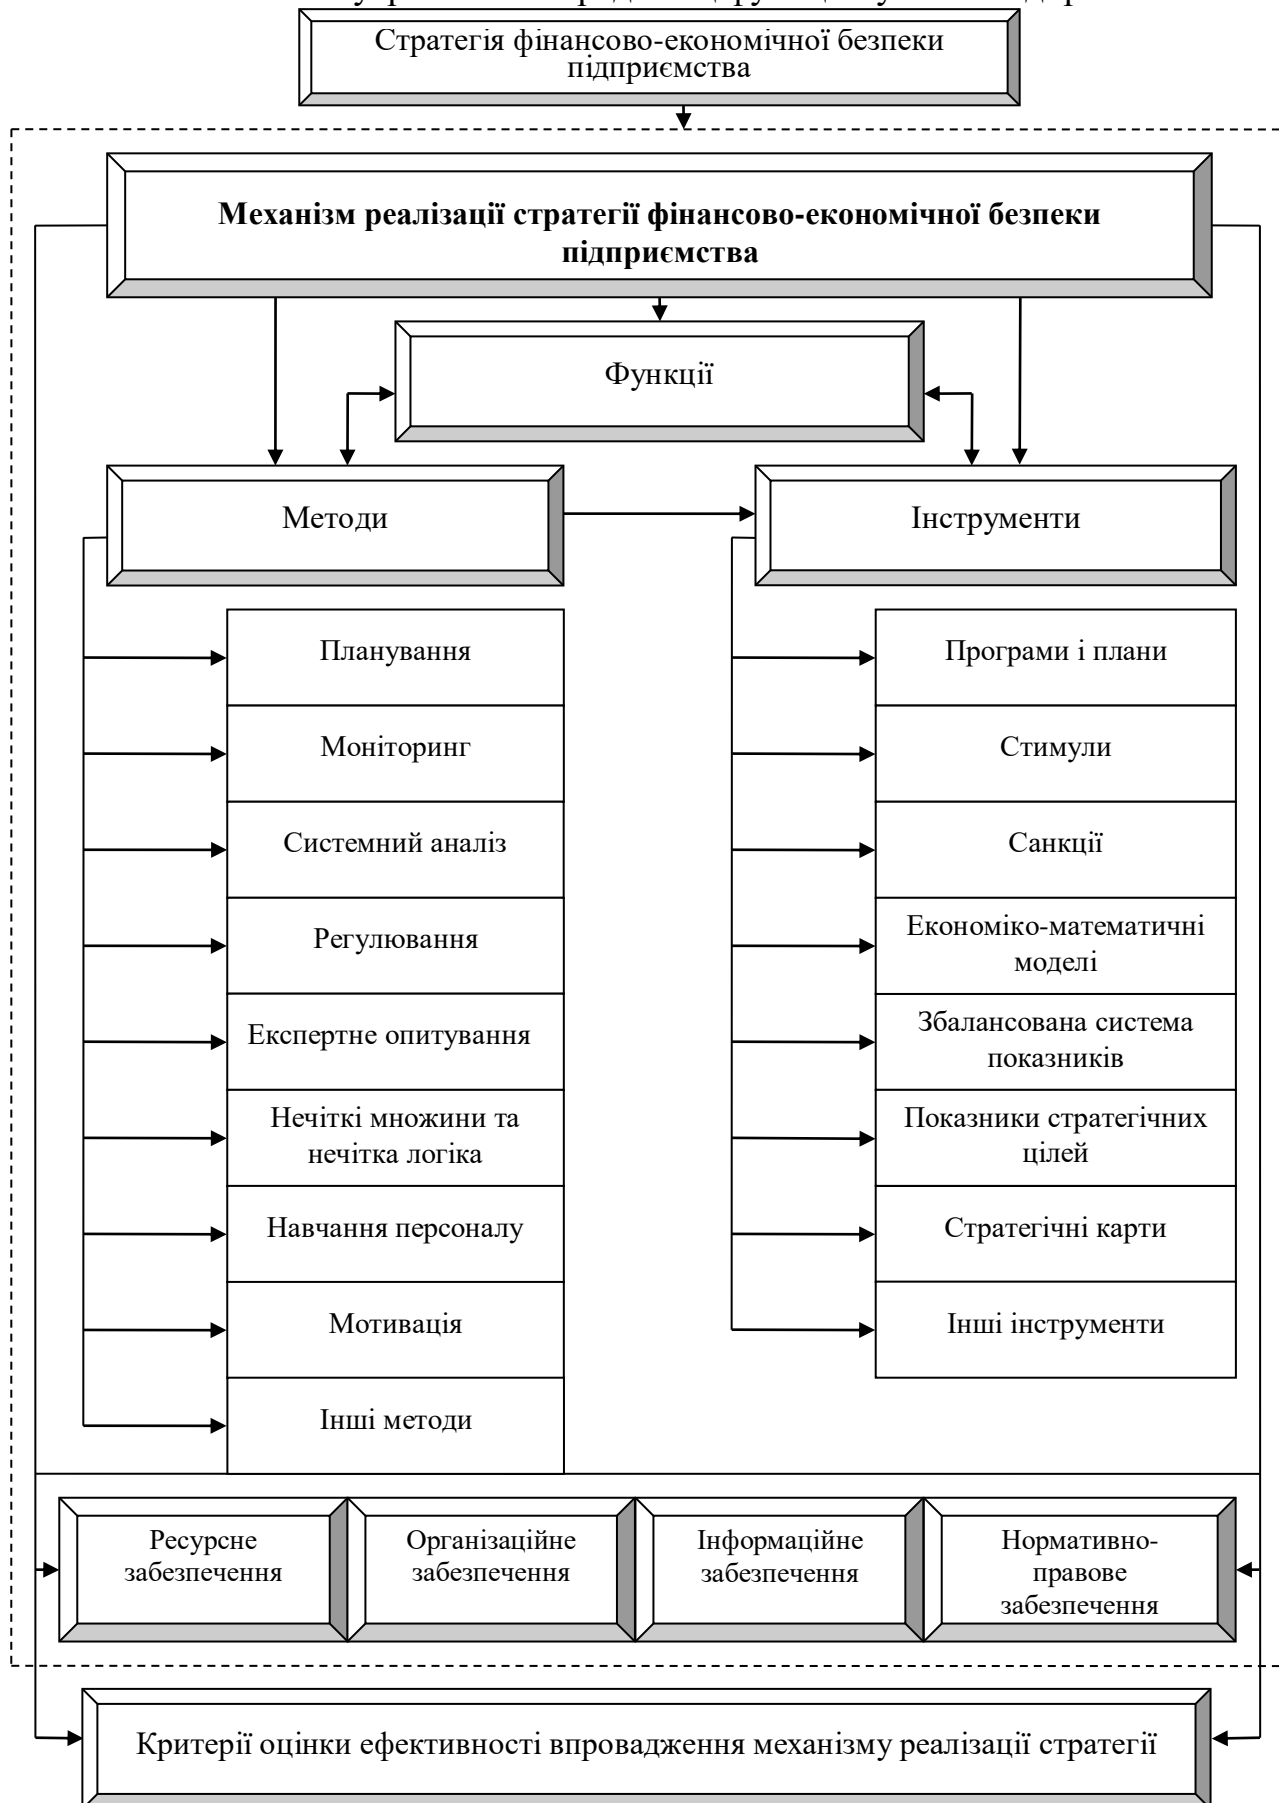 Стратегія фінансово-економічної безпеки
підприємства
Механізм реалізації стратегії фінансово-економічної безпеки
підприємства
Функції
Методи
Інструменти
Планування
Моніторинг
Системний аналіз
Регулювання
Експертне опитування
Нечіткі множини та
нечітка логіка
Навчання персоналу
Мотивація
Інші методи
Програми і плани
Стимули
Санкції
Економіко-математичні
моделі
Збалансована система
показників
Показники стратегічних
цілей
Стратегічні карти
Інші інструменти
Ресурсне
забезпечення
Організаційне
забезпечення
Інформаційне
забезпечення
Нормативно-
правове
забезпечення
Критерії оцінки ефективності впровадження механізму реалізації стратегії